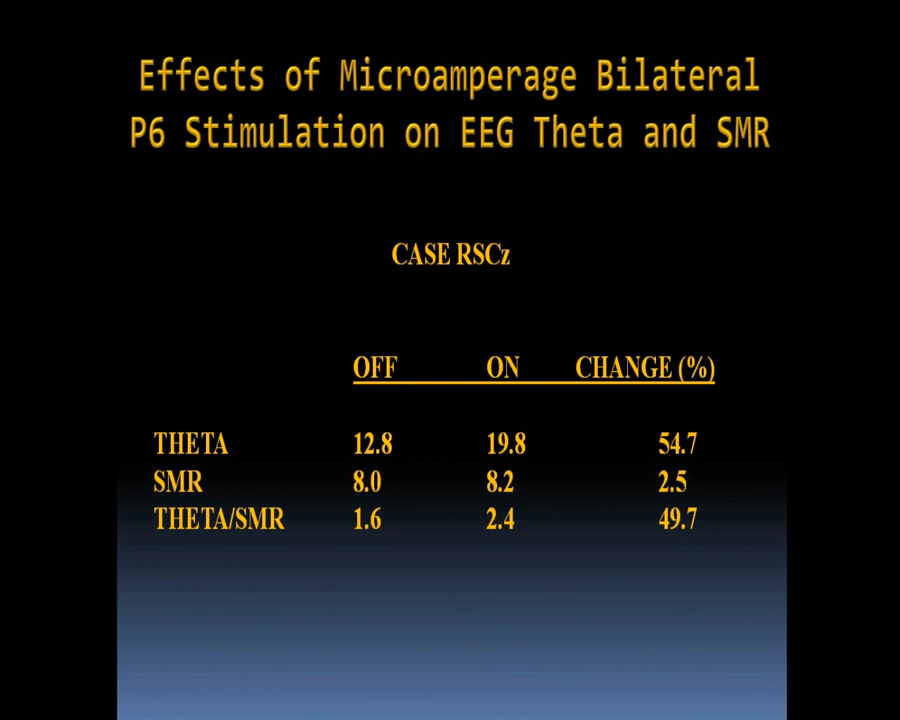 Effects of Microamperage Bilateral
P6 Stimulation on EEG Theta and SMR
CASE RSCz
OFF ON CHANGE (%)
THETA 12.8 19.8 54.7
SMR 8.0 8.2 2.5
THETA/SMR 1.6 2.4 49.7